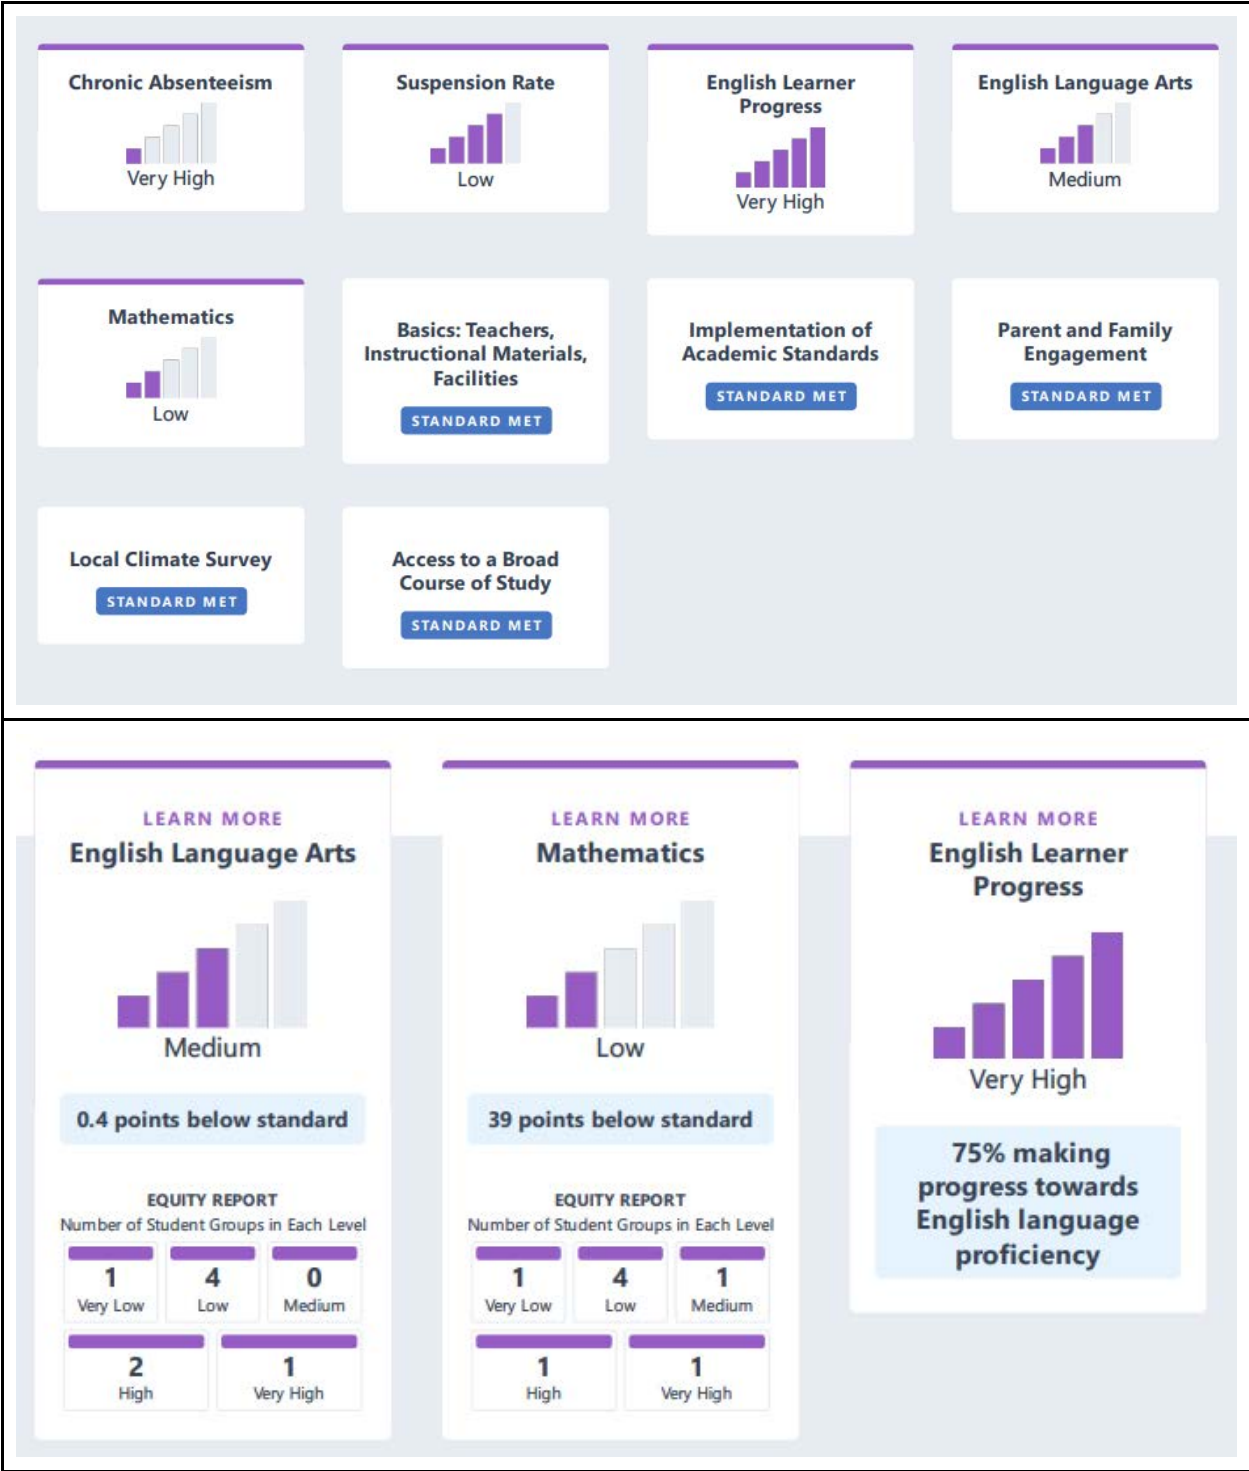 Chronic Absenteeism
Very High
Suspension Rate
Low
English Learner
Progress
Very High
English Language Arts
Medium
Mathematics
Low
Basics: Teachers,
Instructional Materials,
Facilities
STANDARD MET
Implementation of
Academic Standards
STANDARD MET
Parent and Family
Engagement
STANDARD MET
Local Climate Survey
STANDARD MET
Access to a Broad
Course of Study
STANDARD MET
LEARN MORE
English Language Arts
Medium
0.4 points below standard
EQUITY REPORT
Number of Student Groups in Each Level
1
Very Low
4
Low
0
Medium
2
High
1
Very High
LEARN MORE
Mathematics
Low
39 points below standard
EQUITY REPORT
Number of Student Groups in Each Level
1
Very Low
4
Low
1
Medium
1
High
1
Very High
LEARN MORE
English Learner
Progress
Very High
75% making
progress towards
English language
proficiency